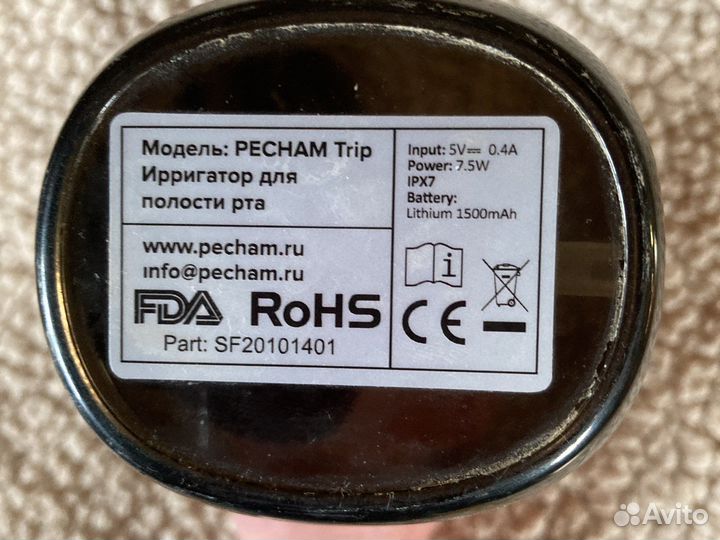 Модель: PECHAM Trip
Ирригатор для
полости рта
www.pecham.ru
info@pecham.ru
FDA RoHS
Part: SF20101401
Input: 5V⎓ 0.4A
Power: 7.5W
IPX7
Battery:
Lithium 1500mAh
i
CE
Avito